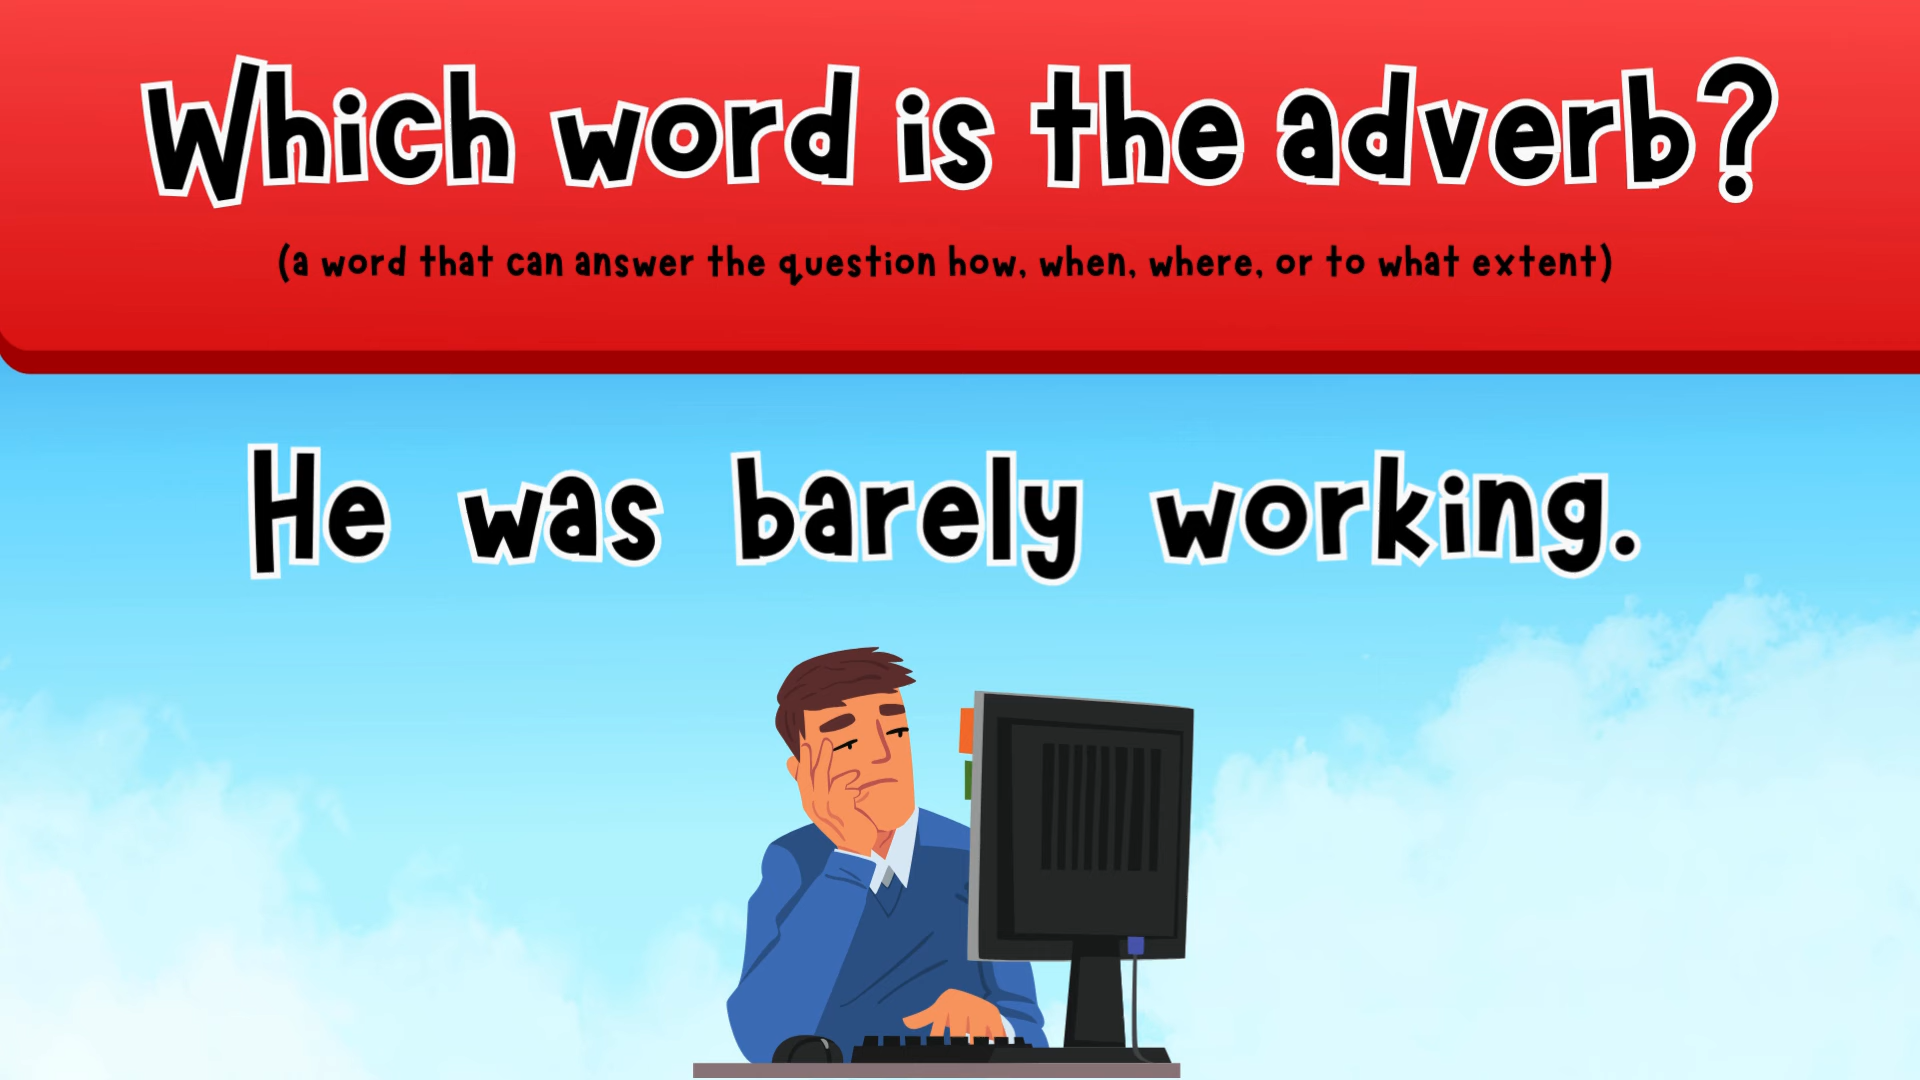 Which word is the adverb?
(a word that can answer the question how, when, where, or to what extent)
He was barely working.